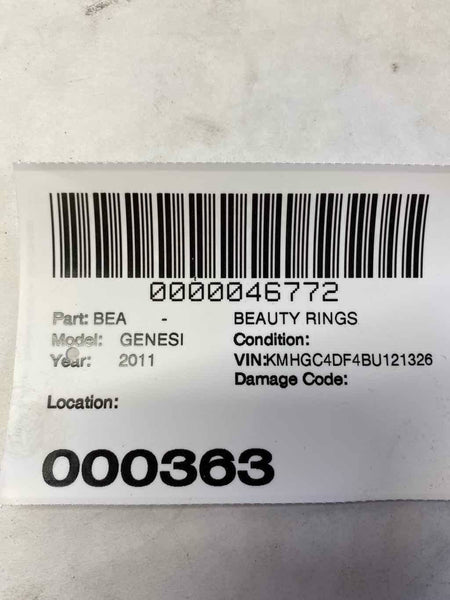 0000046772
Part: BEA - BEAUTY RINGS
Model: GENESI Condition:
Year: 2011 VIN:KMHGC4DF4BU121326
Damage Code:
Location:
000363